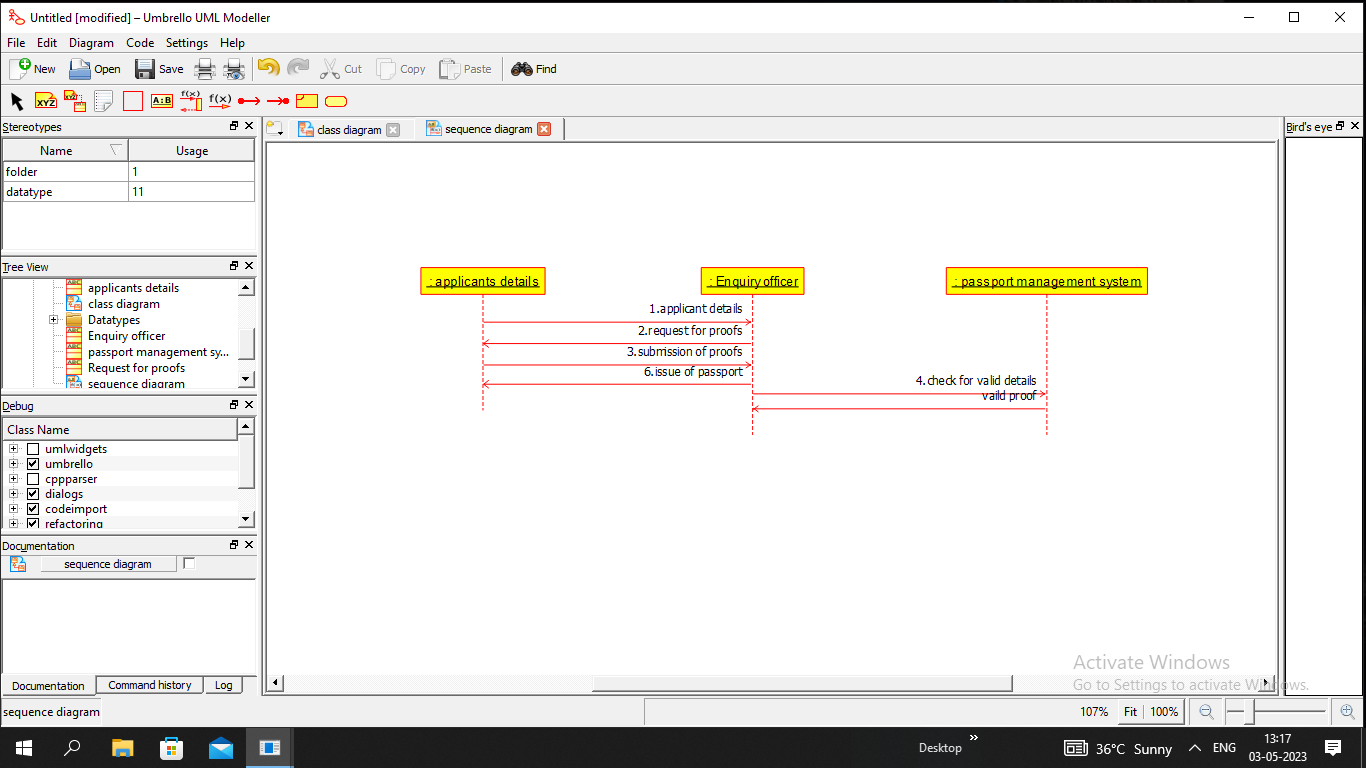 Untitled [modified] – Umbrello UML Modeller
File Edit Diagram Code Settings Help
New Open Save Cut Copy Paste Find
XYZ XYZ A:B f(x) f(x)
Stereotypes
class diagram sequence diagram
Bird's eye
Name Usage
folder 1
datatype 11
Tree View
applicants details
class diagram
Datatypes
Enquiry officer
passport management sy...
Request for proofs
sequence diagram
: applicants details : Enquiry officer : passport management system
1.applicant details
2.request for proofs
3.submission of proofs
6.issue of passport
4.check for valid details
vaild proof
Debug
Class Name
umlwidgets
umbrello
cppparser
dialogs
codeimport
refactoring
Documentation
sequence diagram
Documentation Command history Log
Activate Windows
Go to Settings to activate Windows.
sequence diagram
107% Fit 100%
Desktop »
36°C Sunny
ENG
13:17
03-05-2023